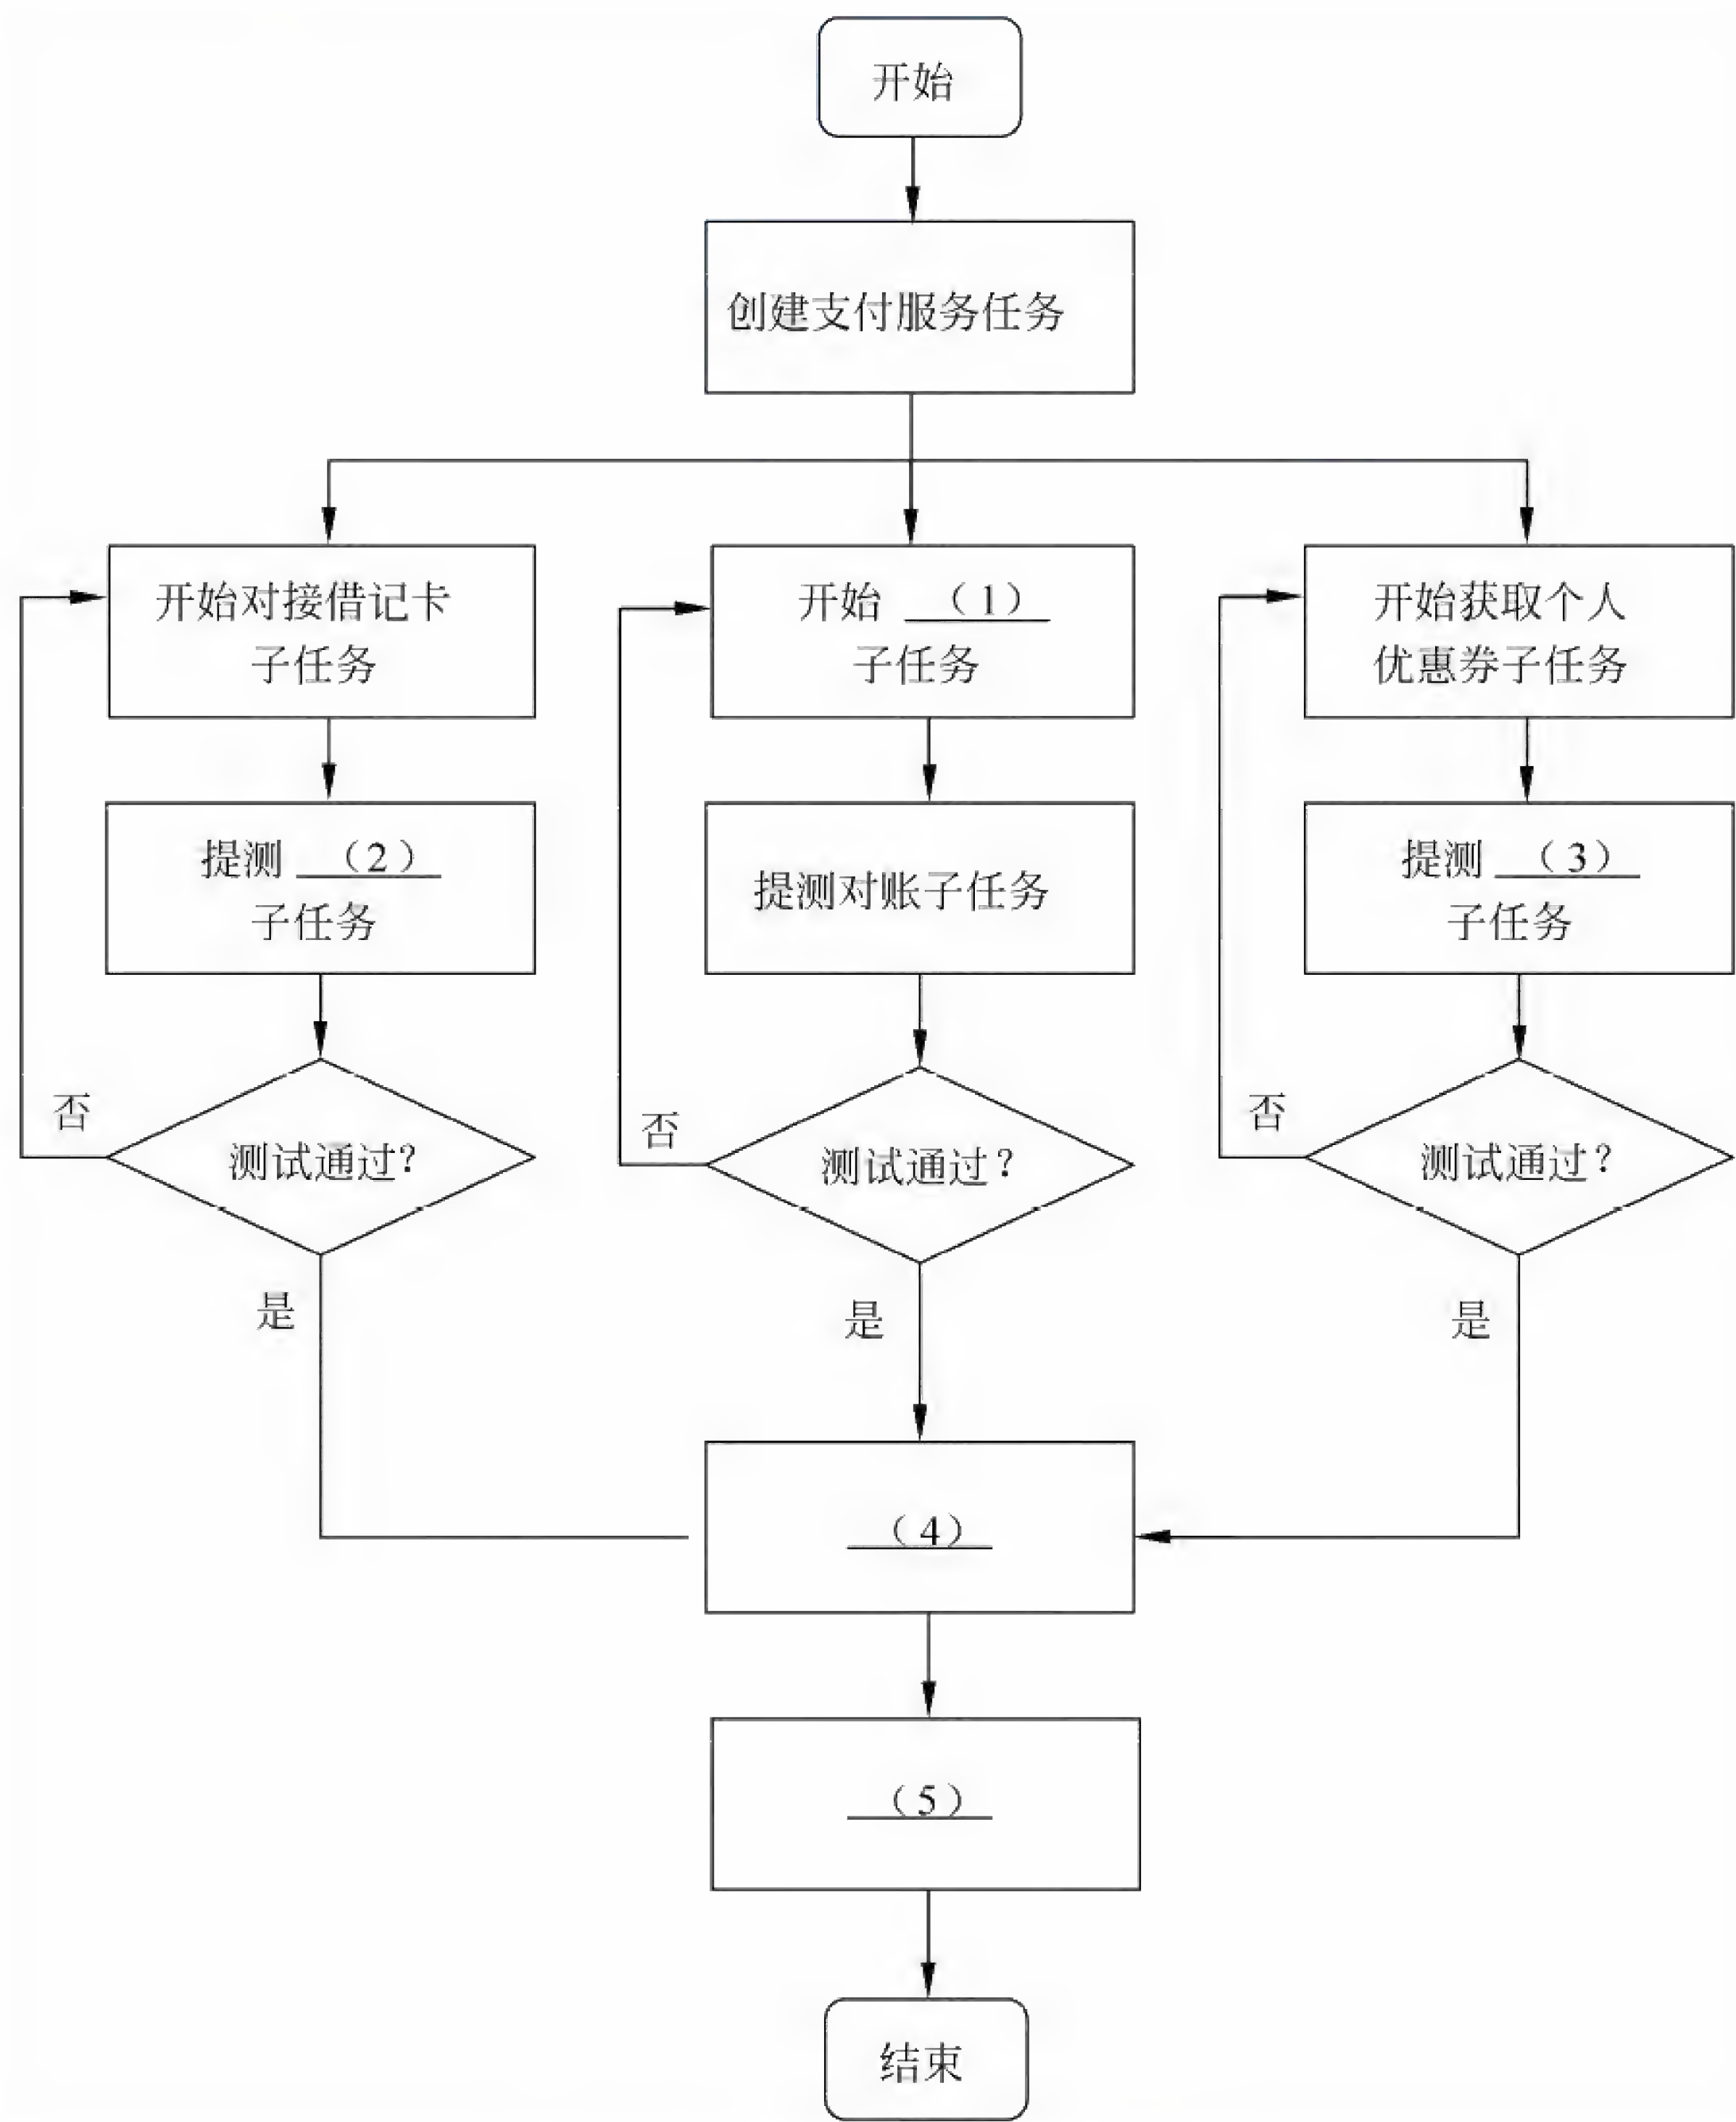 开始
创建支付服务任务
开始对接借记卡
子任务
开始 （1）
子任务
开始获取个人
优惠券子任务
提测 （2）
子任务
提测对账子任务
提测 （3）
子任务
否
测试通过？
否
测试通过？
否
测试通过？
是
是
是
（4）
（5）
结束